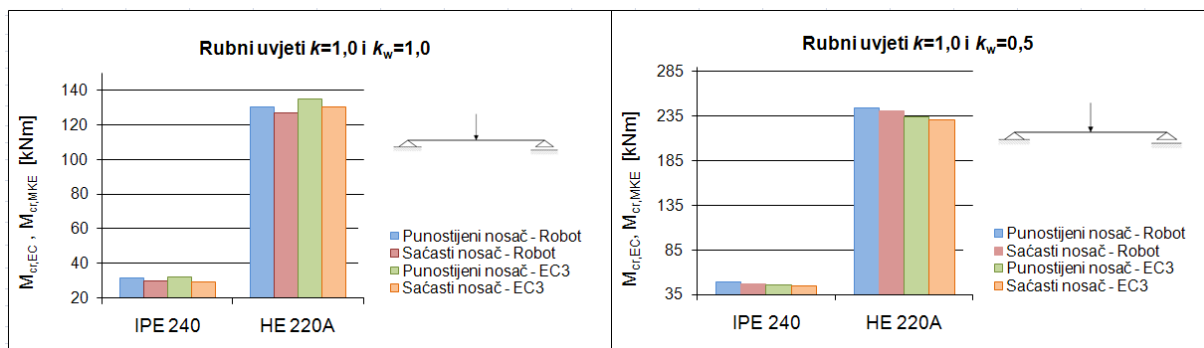 Rubni uvjeti k=1,0 i kw=1,0
Mcr,EC , Mcr,MKE [kNm]
140
120
100
80
60
40
20
IPE 240
HE 220A
Punostijeni nosač - Robot
Saćasti nosač - Robot
Punostijeni nosač - EC3
Saćasti nosač - EC3
Rubni uvjeti k=1,0 i kw=0,5
Mcr,EC, Mcr,MKE [kNm]
285
235
185
135
85
35
IPE 240
HE 220A
Punostijeni nosač - Robot
Saćasti nosač - Robot
Punostijeni nosač - EC3
Saćasti nosač - EC3